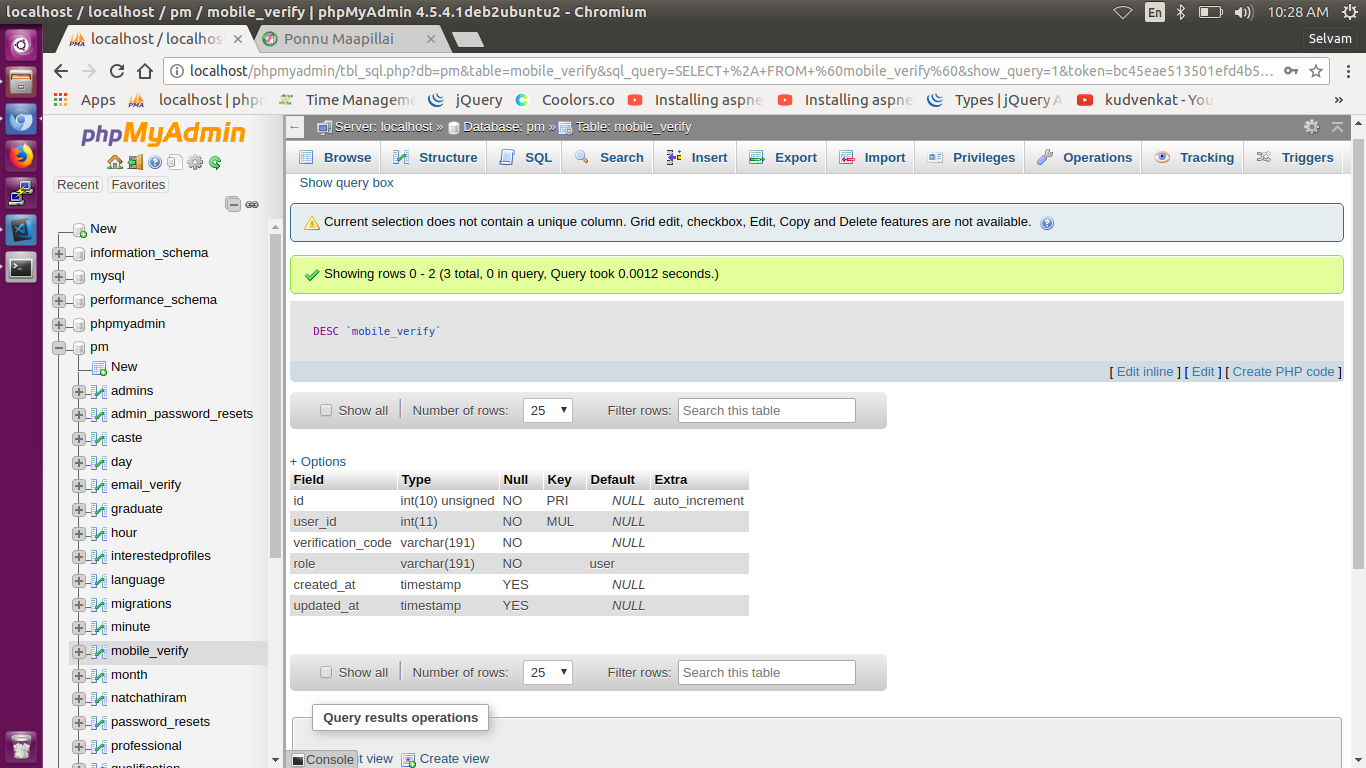 localhost / localhost / pm / mobile_verify | phpMyAdmin 4.5.4.1deb2ubuntu2 - Chromium
En
10:28 AM
localhost / localhos
Ponnu Maapillai
Selvam
localhost/phpmyadmin/tbl_sql.php?db=pm&table=mobile_verify&sql_query=SELECT+%2A+FROM+%60mobile_verify%60&show_query=1&token=bc45eae513501efd4b5...
Apps
localhost | phpm
Time Manageme
jQuery
Coolors.co
Installing aspne
Installing aspne
Types | jQuery A
kudvenkat - You
»
phpMyAdmin
Recent
Favorites
New
information_schema
mysql
performance_schema
phpmyadmin
pm
New
admins
admin_password_resets
caste
day
email_verify
graduate
hour
interestedprofiles
language
migrations
minute
mobile_verify
month
natchathiram
password_resets
professional
qualification
Server: localhost » Database: pm » Table: mobile_verify
Browse Structure SQL Search Insert Export Import Privileges Operations Tracking Triggers
Show query box
Current selection does not contain a unique column. Grid edit, checkbox, Edit, Copy and Delete features are not available.
Showing rows 0 - 2 (3 total, 0 in query, Query took 0.0012 seconds.)
DESC `mobile_verify`
[ Edit inline ] [ Edit ] [ Create PHP code ]
Show all Number of rows: 25 Filter rows: Search this table
+ Options
Field Type Null Key Default Extra
id int(10) unsigned NO PRI NULL auto_increment
user_id int(11) NO MUL NULL
verification_code varchar(191) NO NULL
role varchar(191) NO user
created_at timestamp YES NULL
updated_at timestamp YES NULL
Show all Number of rows: 25 Filter rows: Search this table
Query results operations
Console
t view Create view